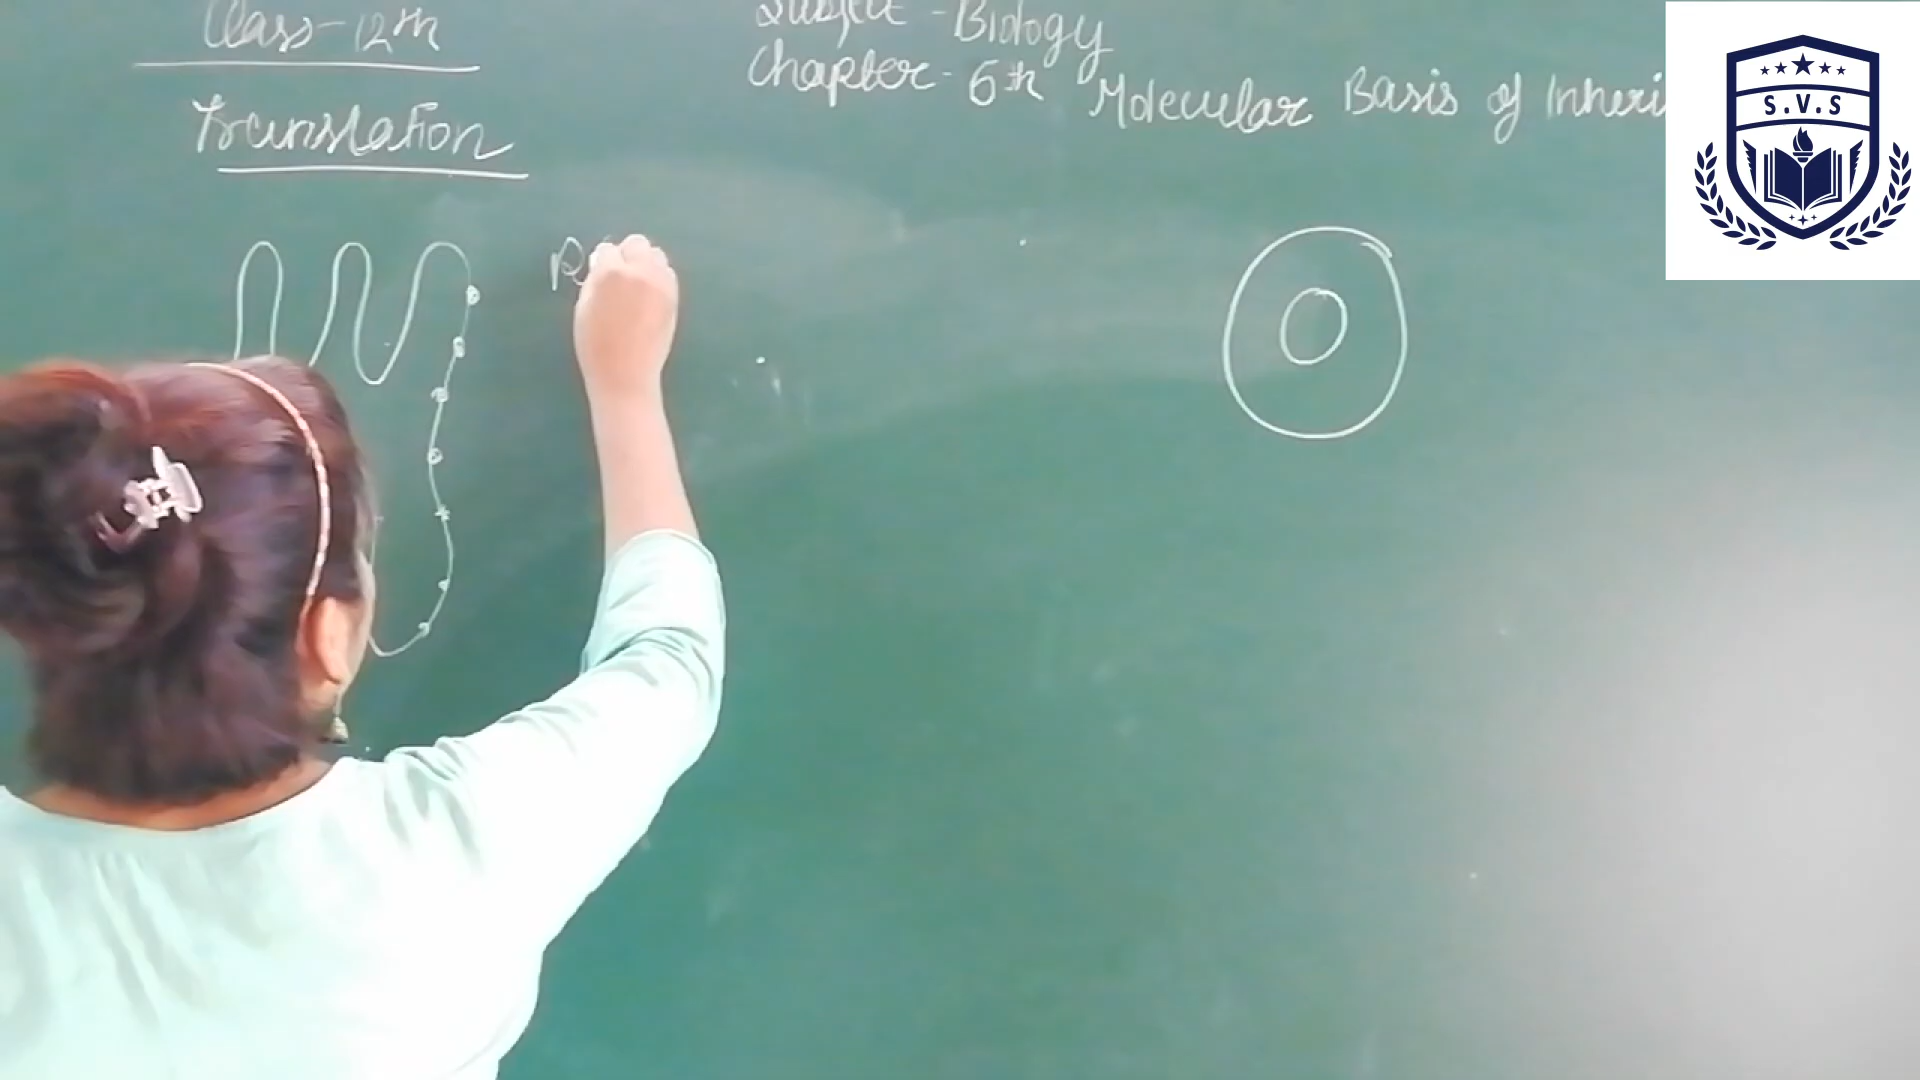 Class-12th
Subject - Biology
Chapter - 6th Molecular Basis of Inheri
Translation
S.V.S